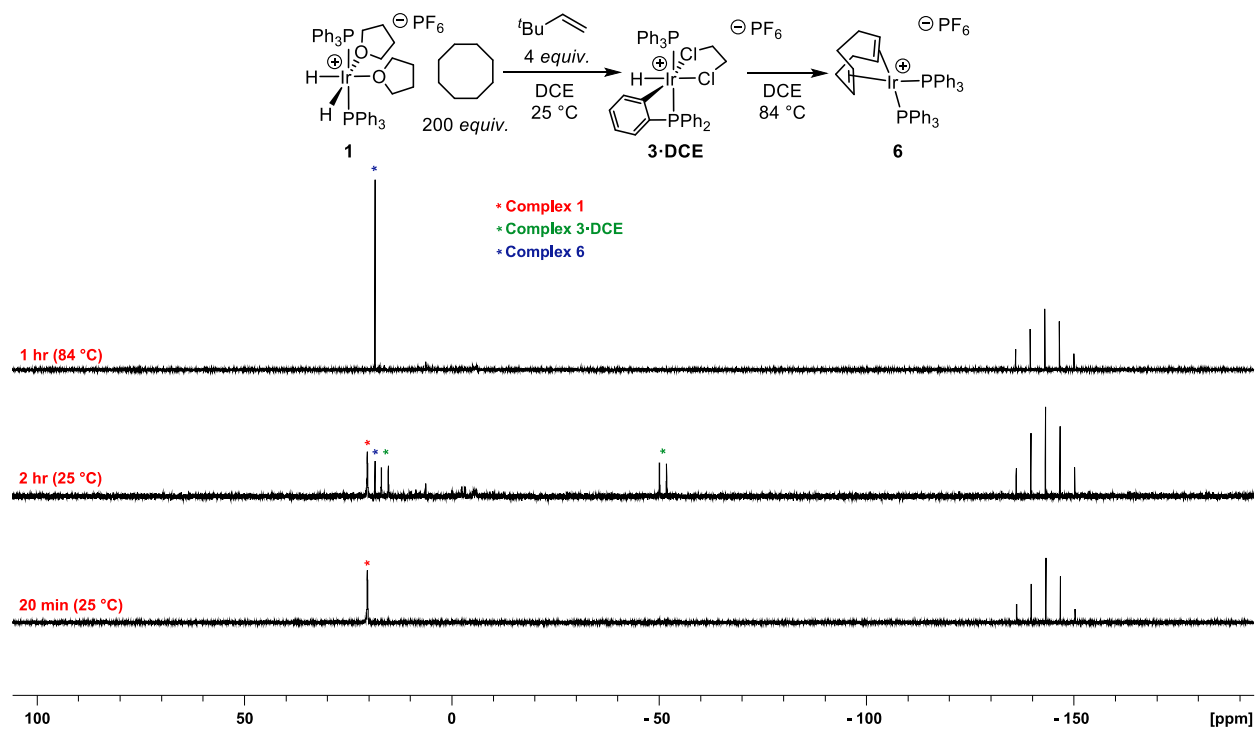 ⊖ PF6
Ph3P
O
⊕
H Ir O
H
PPh3
1
200 equiv.
tBu
4 equiv.
DCE
25 °C
⊖ PF6
Ph3P
Cl
⊕
H Ir Cl
PPh2
3·DCE
DCE
84 °C
⊖ PF6
⊕
Ir PPh3
PPh3
6
*
* Complex 1
* Complex 3·DCE
* Complex 6
1 hr (84 °C)
* * * *
2 hr (25 °C)
*
20 min (25 °C)
100 50 0 - 50 - 100 - 150 [ppm]